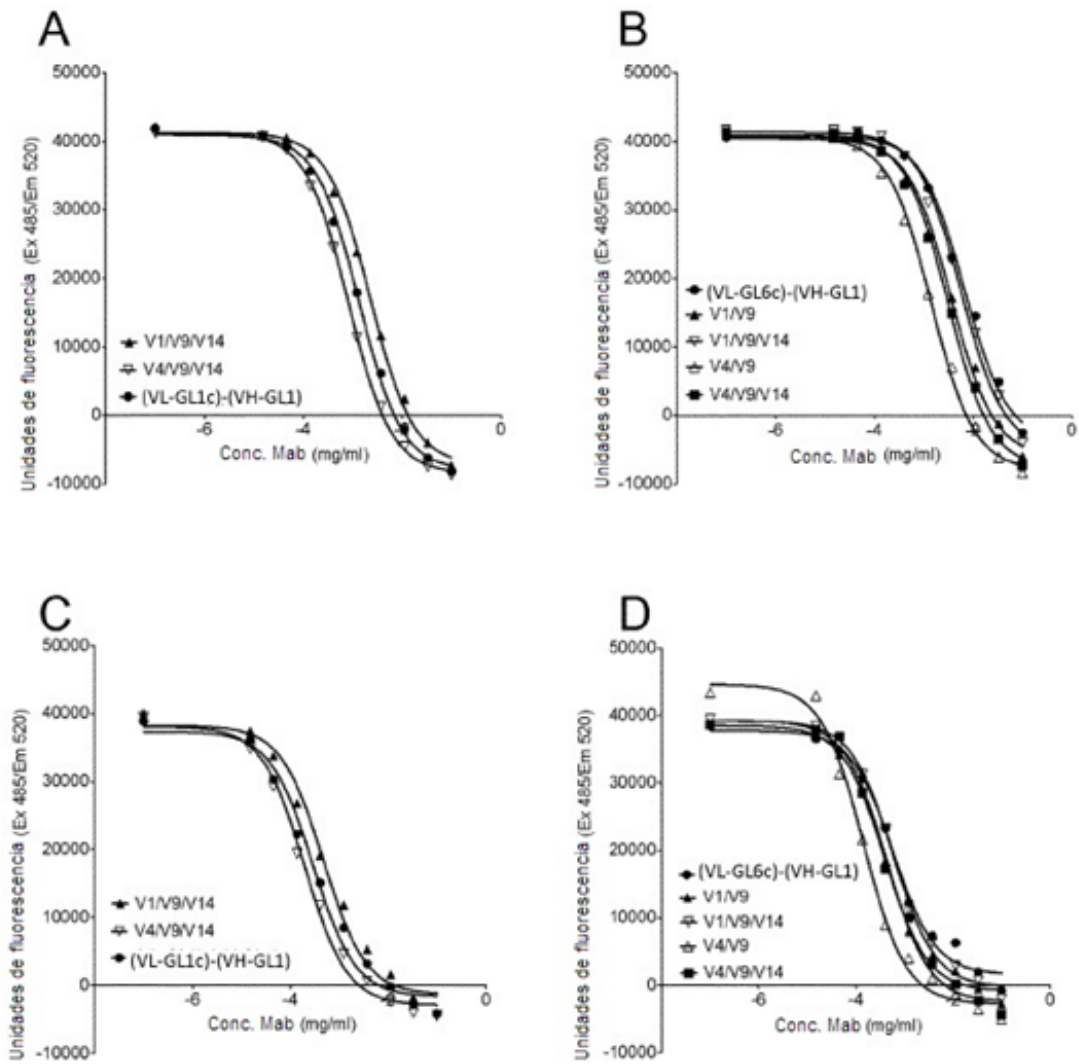 A
Unidades de fluorescencia (Ex 485/Em 520)
50000
40000
30000
20000
10000
0
-10000
-6
-4
-2
0
Conc. Mab (mg/ml)
V1/V9/V14
V4/V9/V14
(VL-GL1c)-(VH-GL1)
B
Unidades de fluorescencia (Ex 485/Em 520)
50000
40000
30000
20000
10000
0
-10000
-6
-4
-2
0
Conc. Mab (mg/ml)
(VL-GL6c)-(VH-GL1)
V1/V9
V1/V9/V14
V4/V9
V4/V9/V14
C
Unidades de fluorescencia (Ex 485/Em 520)
50000
40000
30000
20000
10000
0
-10000
-6
-4
-2
0
Conc. Mab (mg/ml)
V1/V9/V14
V4/V9/V14
(VL-GL1c)-(VH-GL1)
D
Unidades de fluorescencia (Ex 485/Em 520)
50000
40000
30000
20000
10000
0
-10000
-6
-4
-2
0
Conc. Mab (mg/ml)
(VL-GL6c)-(VH-GL1)
V1/V9
V1/V9/V14
V4/V9
V4/V9/V14